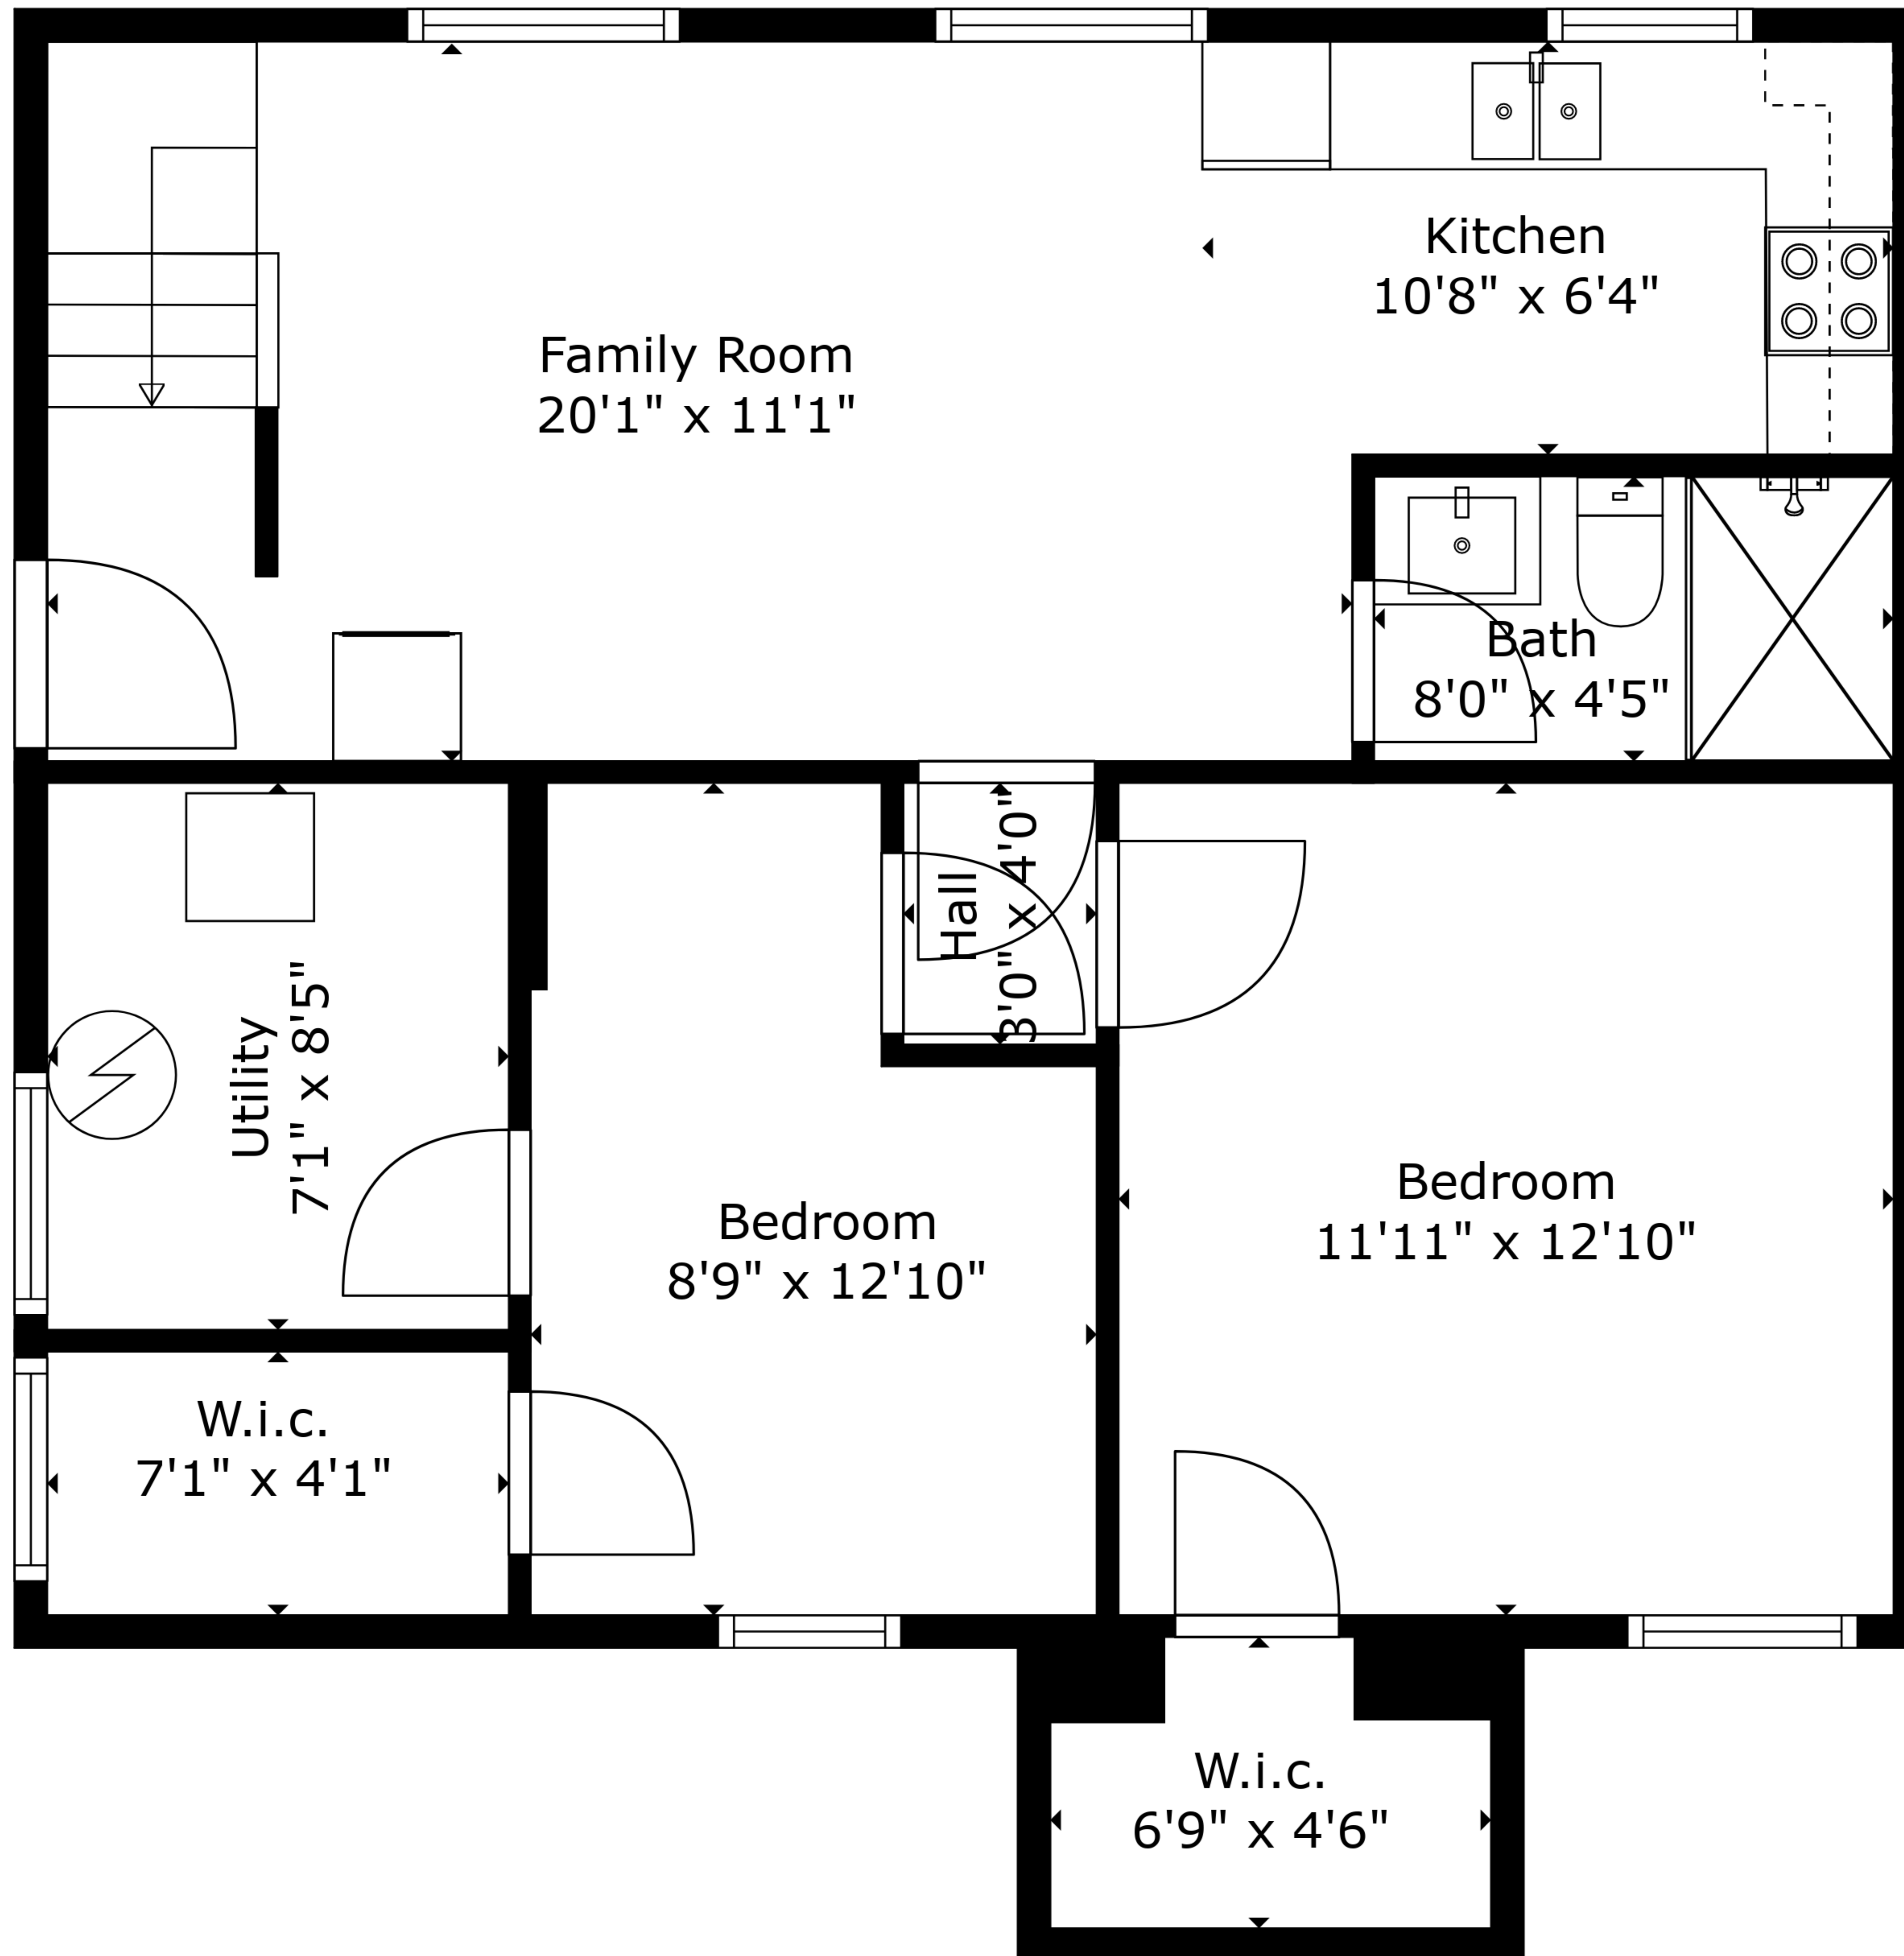 Kitchen
10'8" x 6'4"
Family Room
20'1" x 11'1"
Bath
8'0" x 4'5"
Hall
3'0" x 4'0"
Utility
7'1" x 8'5"
Bedroom
8'9" x 12'10"
Bedroom
11'11" x 12'10"
W.i.c.
7'1" x 4'1"
W.i.c.
6'9" x 4'6"